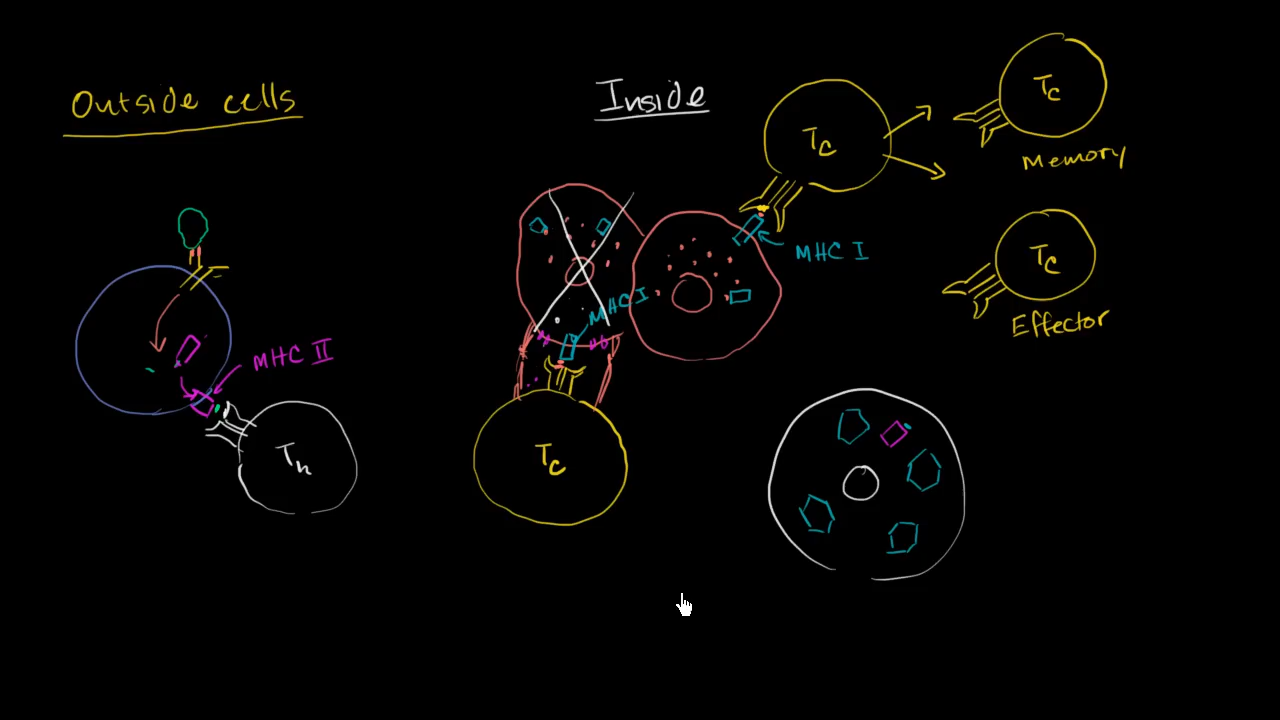 Outside cells
Inside
Tc
Tc
Memory
MHC I
Tc
Effector
MHC I
MHC II
Th
Tc